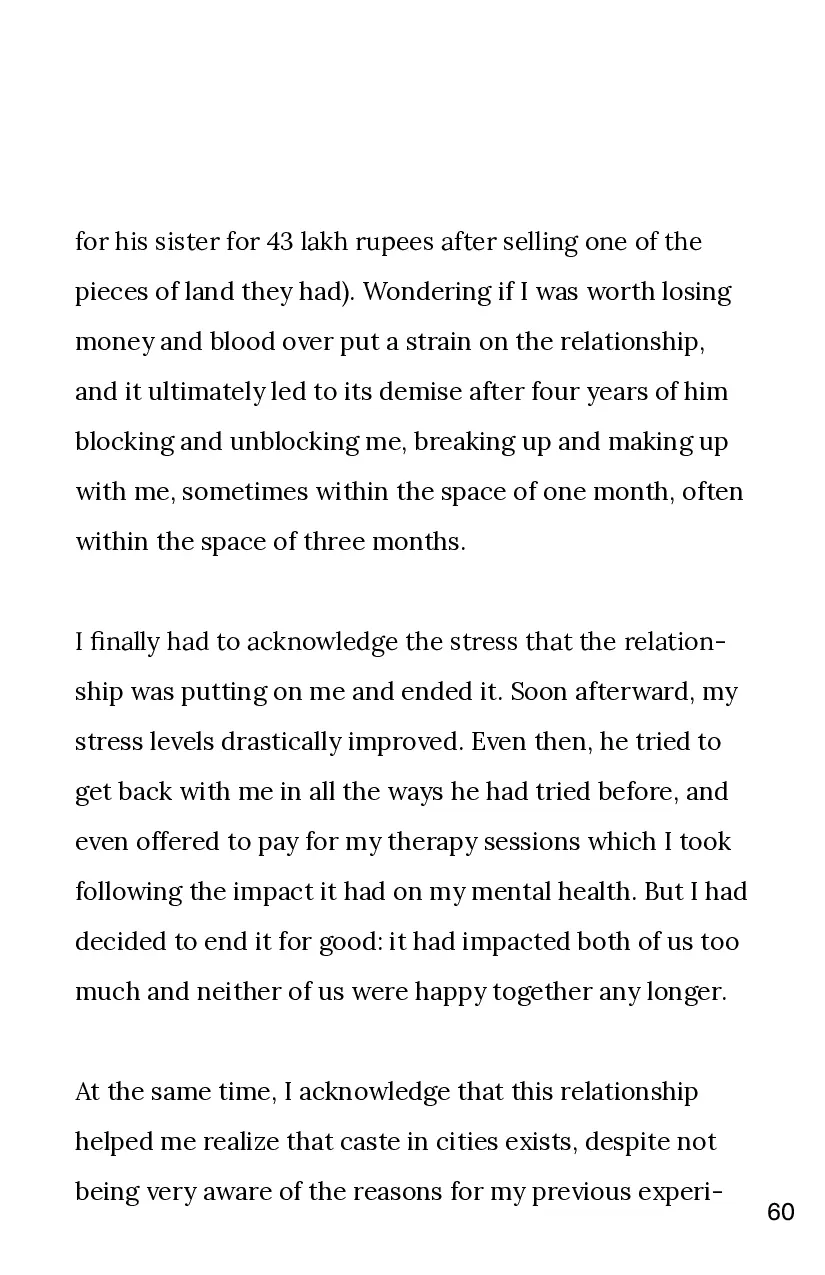 for his sister for 43 lakh rupees after selling one of the
pieces of land they had). Wondering if I was worth losing
money and blood over put a strain on the relationship,
and it ultimately led to its demise after four years of him
blocking and unblocking me, breaking up and making up
with me, sometimes within the space of one month, often
within the space of three months.
I finally had to acknowledge the stress that the relation-
ship was putting on me and ended it. Soon afterward, my
stress levels drastically improved. Even then, he tried to
get back with me in all the ways he had tried before, and
even offered to pay for my therapy sessions which I took
following the impact it had on my mental health. But I had
decided to end it for good: it had impacted both of us too
much and neither of us were happy together any longer.
At the same time, I acknowledge that this relationship
helped me realize that caste in cities exists, despite not
being very aware of the reasons for my previous experi-
60